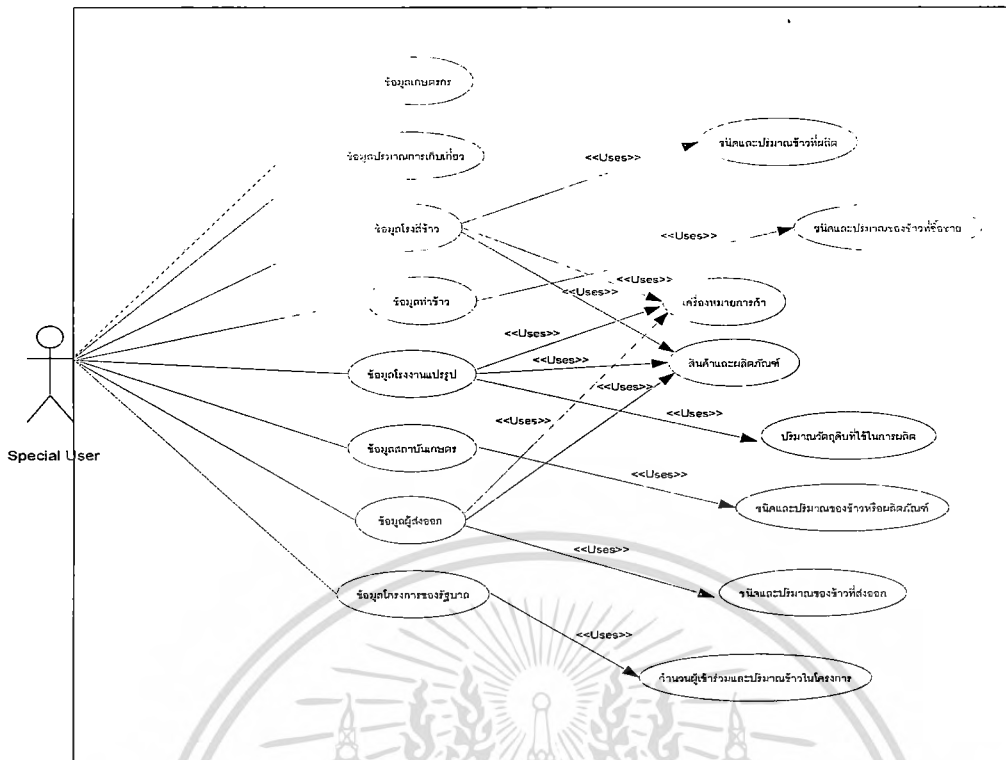 ข้อมูลเกษตรกร
ข้อมูลปริมาณการเก็บเกี่ยว
<<Uses>>
ชนิดและปริมาณข้าวที่ผลิต
ข้อมูลโรงสีข้าว
<<Uses>>
ชนิดและปริมาณของข้าวที่ซื้อขาย
<<Uses>>
<<Uses>>
ข้อมูลท่าข้าว
เครื่องหมายการค้า
<<Uses>>
<<Uses>>
ข้อมูลโรงงานแปรรูป
สินค้าและผลิตภัณฑ์
<<Uses>>
<<Uses>>
<<Uses>>
ปริมาณวัตถุดิบที่ใช้ในการผลิต
ข้อมูลสถาบันเกษตร
Special User
<<Uses>>
ชนิดและปริมาณของข้าวหรือผลิตภัณฑ์
ข้อมูลผู้ส่งออก
<<Uses>>
ชนิดและปริมาณของข้าวที่ส่งออก
ข้อมูลโครงการของรัฐบาล
<<Uses>>
จำนวนผู้เข้าร่วมและปริมาณข้าวในโครงการ